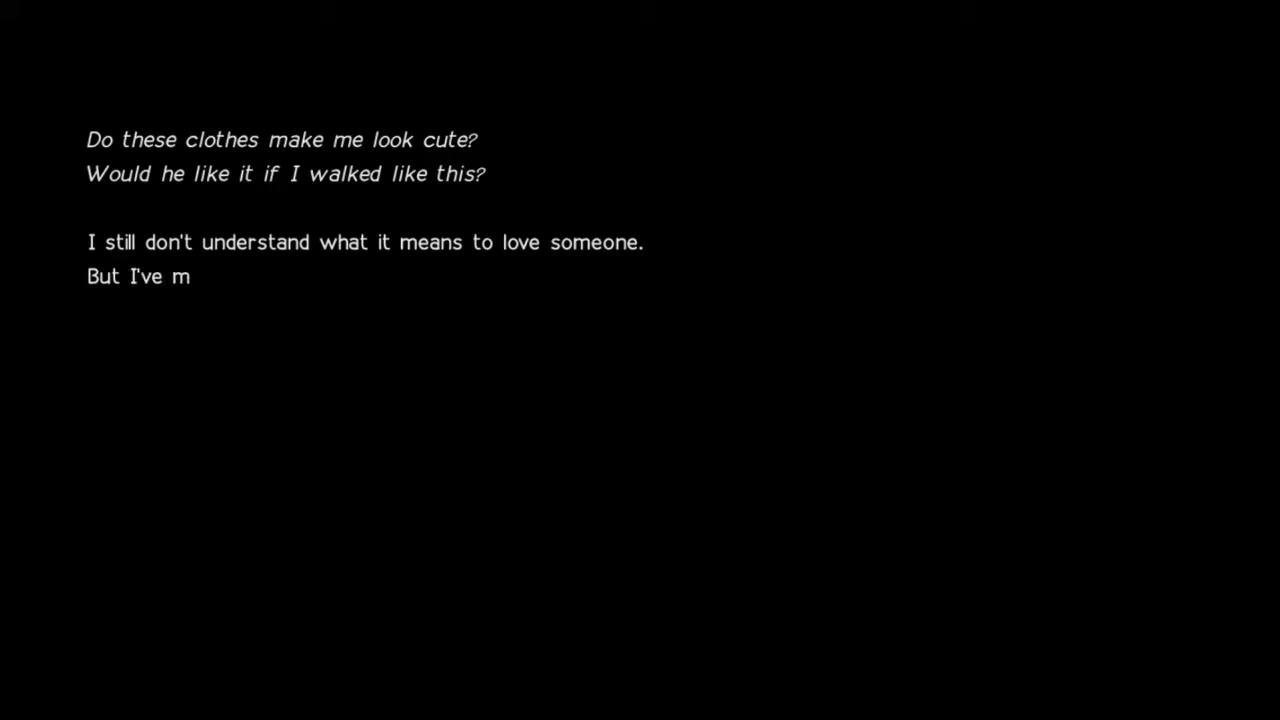 Do these clothes make me look cute?
Would he like it if I walked like this?
I still don't understand what it means to love someone.
But I've m